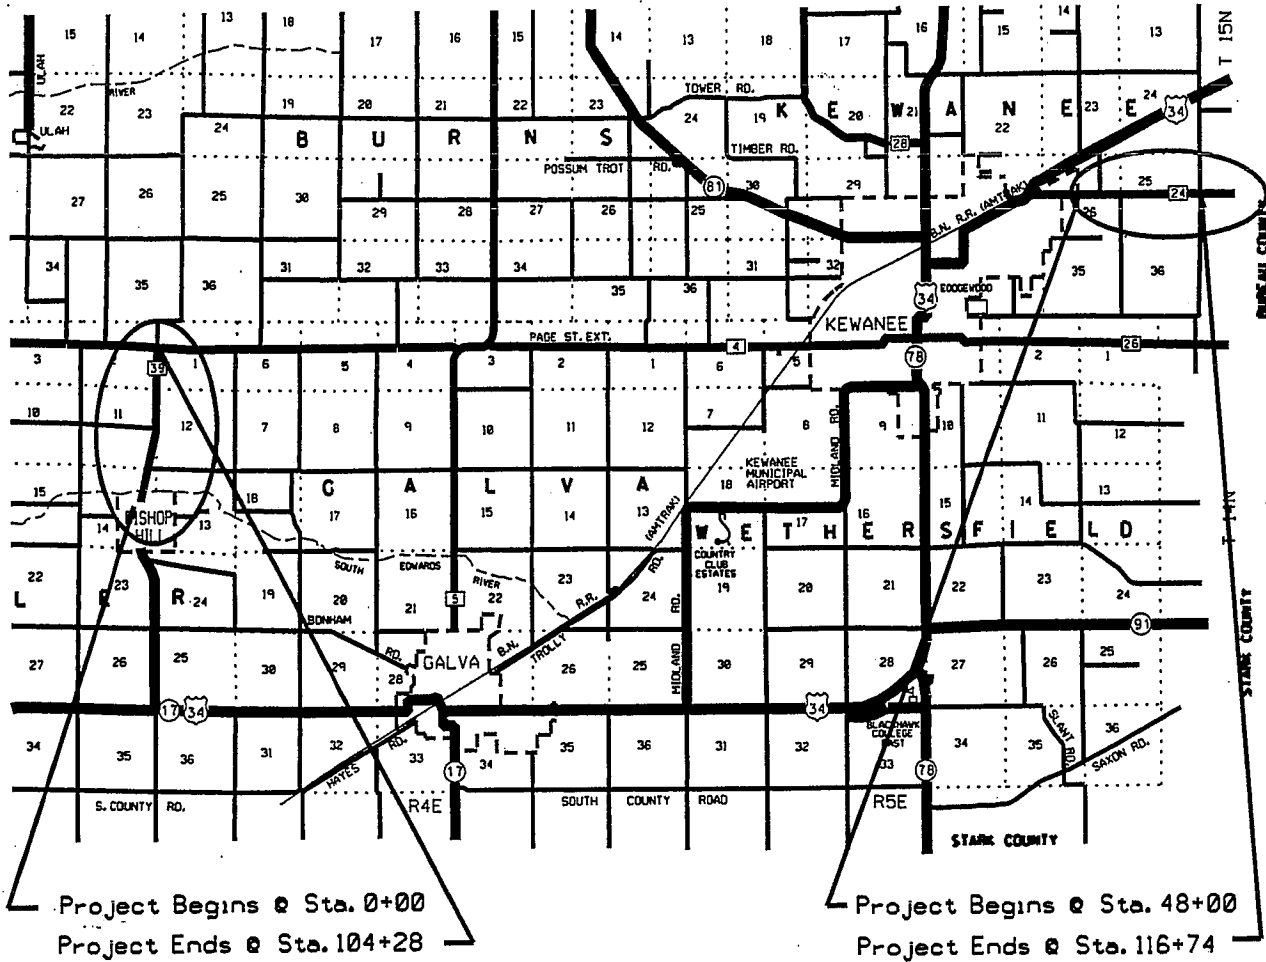 13 18
15 14 17 16 15 14 13 18 17 16 15 14 13
T 15N
ULAH
RIVER
TOWER RD.
22 23 19 20 21 22 23 24 19 20 21 22 23 24
K E W A N E E
34
ULAH
24
B U R N S
28
TIMBER RD.
POSSUM TROT RD.
81
27 26 25 30 29 28 27 26 25 30 29 25
24
26
B.N. R.R. (AMTRAK)
34 35 36 31 32 33 34 35 36 31 32 35 36
EDGEWOOD
34
KEWANEE
PAGE ST. EXT.
4
26
78
39
3 1 6 5 4 3 2 1 6 5 2 1
10 11 12 7 8 9 10 11 12 7 8 9 10 11 12
MIDLAND RD.
KEWANEE
MUNICIPAL
AIRPORT
15 18 18 13
G A L V A
14 13 17 16 15 14 13 17 16 15 14
BISHOP
HILL
(AMTRAK)
W E T H E R S F I E L D
T 14N
COUNTRY
CLUB
ESTATES
SOUTH EDWARDS RIVER
22 23 24 19 20 21 22 23 24 19 20 21 22 23 24
L E R
5
R.R.
RD.
BONHAM RD.
B.N.
TROLLY
MIDLAND RD.
91
STARK COUNTY
GALVA
27 26 25 30 29 28 26 25 30 29 28 27 26 25
17 34
34
BLACKHAWK
COLLEGE
EAST
SLANT RD.
SAXON RD.
34 35 36 31 32 33 34 35 36 31 32 33 34 35 36
HAYES RD.
17
78
S. COUNTY RD.
R4E
SOUTH COUNTY ROAD
R5E
STARK COUNTY
BUREAU COUNTY
Project Begins @ Sta. 0+00
Project Ends @ Sta. 104+28
Project Begins @ Sta. 48+00
Project Ends @ Sta. 116+74